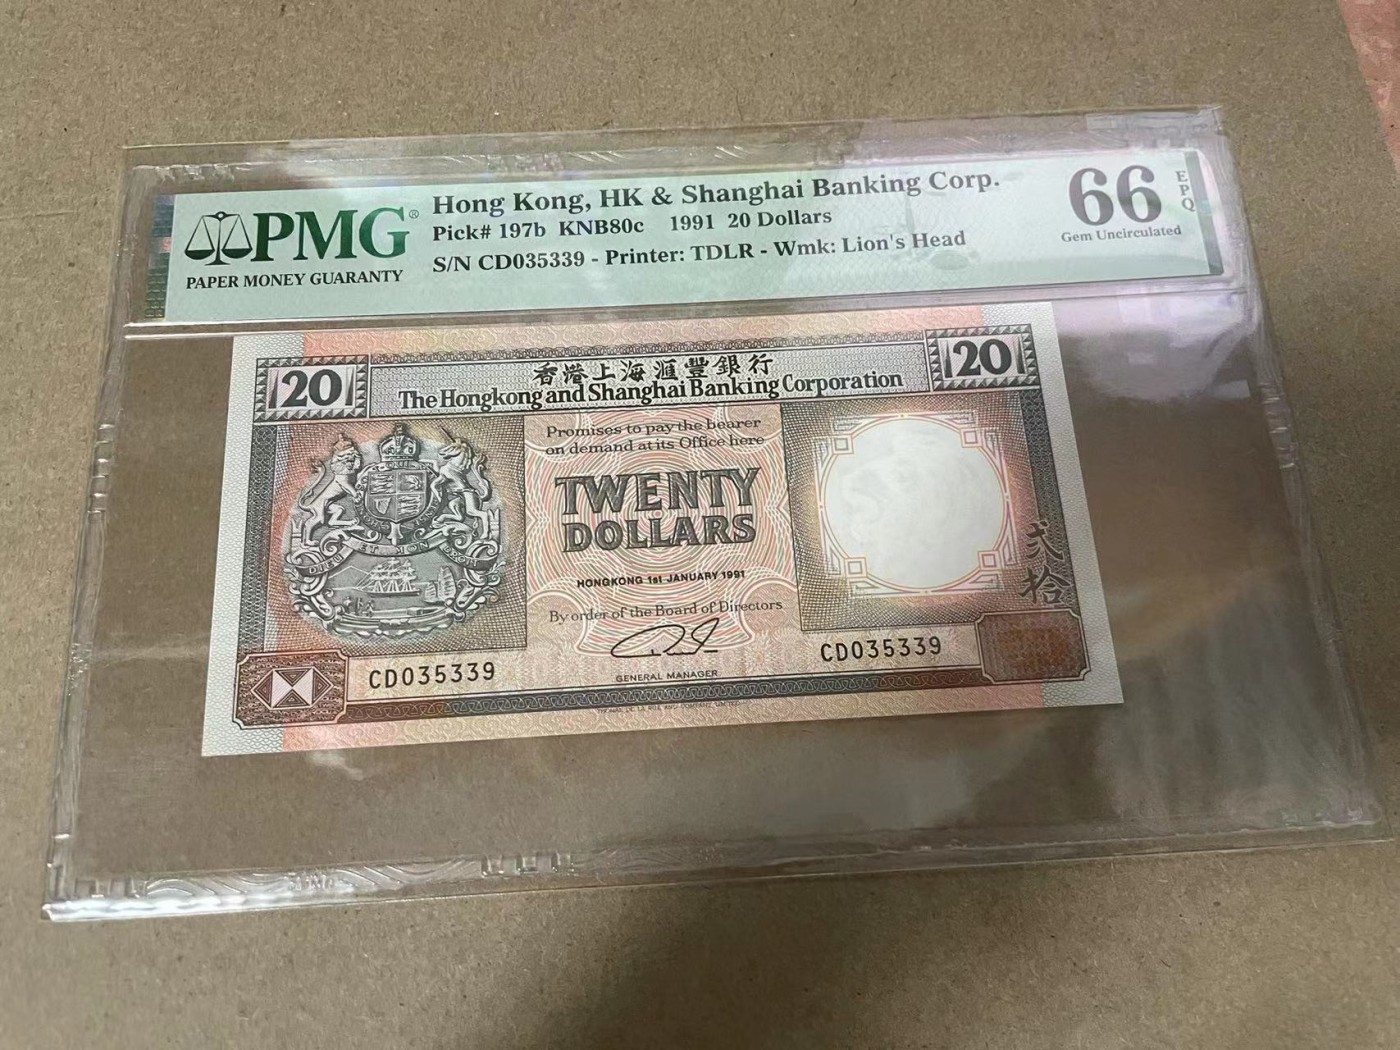 PMG®
PAPER MONEY GUARANTY
Hong Kong, HK & Shanghai Banking Corp.
Pick# 197b KNB80c 1991 20 Dollars
S/N CD035339 - Printer: TDLR - Wmk: Lion's Head
66 EPQ
Gem Uncirculated
20
香港上海滙豐銀行
The Hongkong and Shanghai Banking Corporation
20
Promises to pay the bearer
on demand at its Office here
TWENTY
DOLLARS
HONGKONG 1st JANUARY 1991
By order of the Board of Directors
GENERAL MANAGER
CD035339
CD035339
貳拾